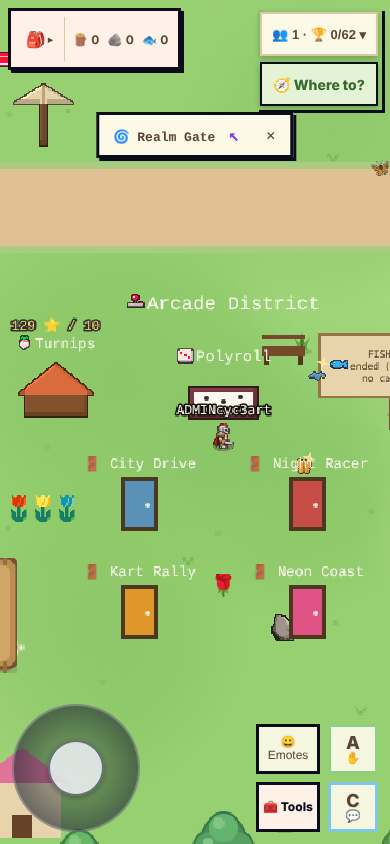 0 0 0
1 · 0/62
Where to?
Realm Gate ×
Arcade District
129 / 10
Turnips
Polyroll
FISH
ended (
no ca
ADMINcyc3art
City Drive
Night Racer
Kart Rally
Neon Coast
Emotes
A
Tools
C